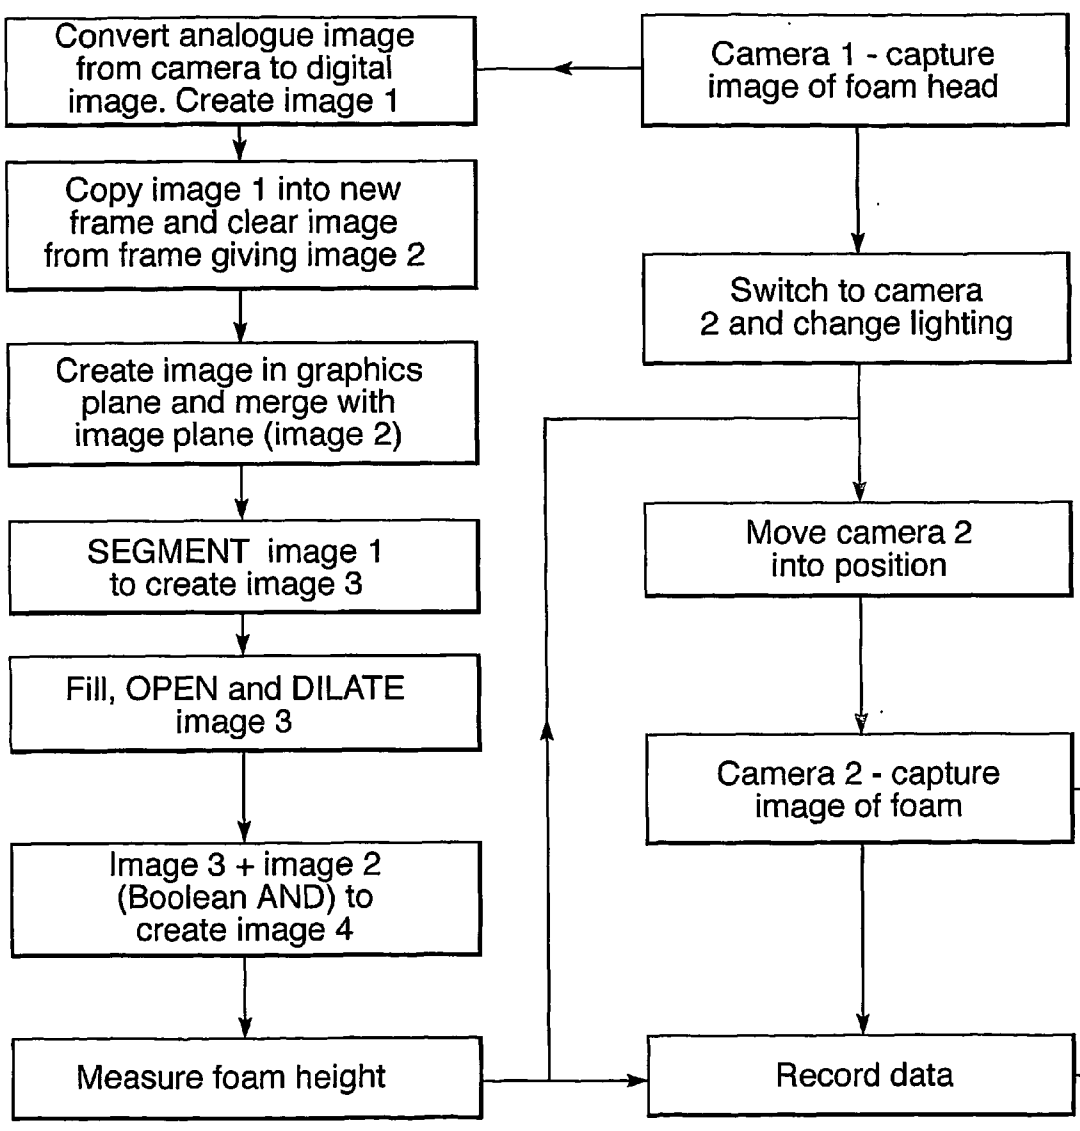 Convert analogue image
from camera to digital
image. Create image 1
Copy image 1 into new
frame and clear image
from frame giving image 2
Create image in graphics
plane and merge with
image plane (image 2)
SEGMENT image 1
to create image 3
Fill, OPEN and DILATE
image 3
Image 3 + image 2
(Boolean AND) to
create image 4
Measure foam height
Camera 1 - capture
image of foam head
Switch to camera
2 and change lighting
Move camera 2
into position
Camera 2 - capture
image of foam
Record data